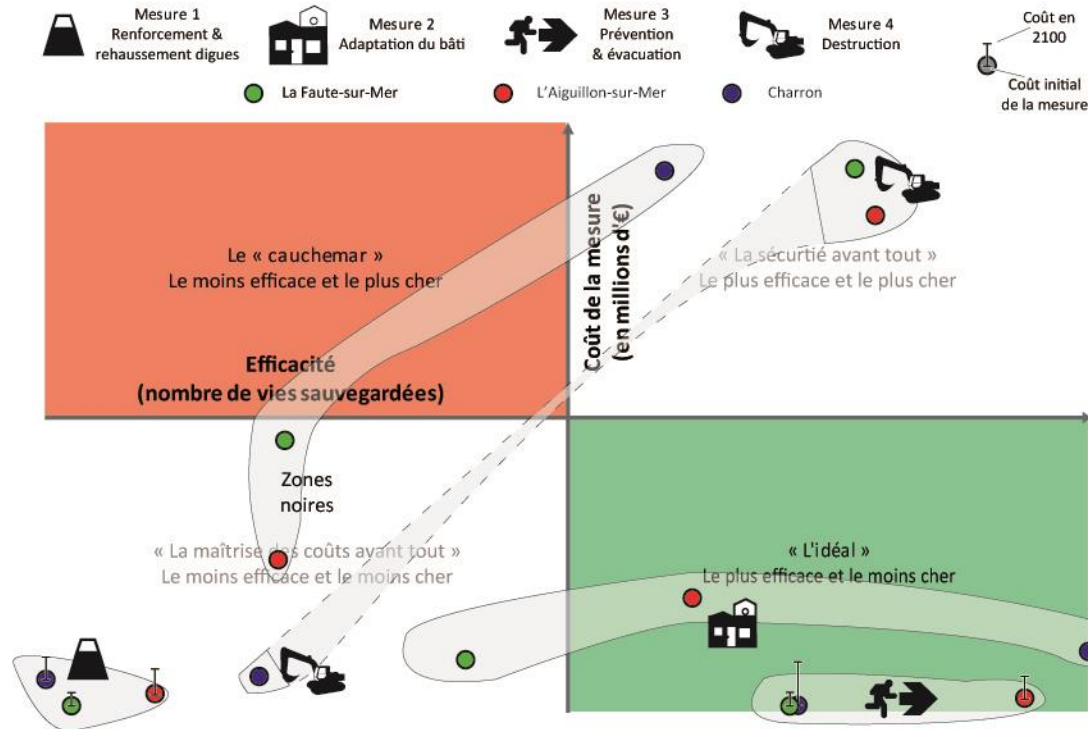 Mesure 1
Renforcement &
rehaussement digues
Mesure 2
Adaptation du bâti
Mesure 3
Prévention
& évacuation
Mesure 4
Destruction
Coût en
2100
Coût initial
de la mesure
La Faute-sur-Mer
L'Aiguillon-sur-Mer
Charron
Coût de la mesure
(en millions d'€)
Le « cauchemar »
Le moins efficace et le plus cher
« La sécurtié avant tout »
Le plus efficace et le plus cher
Efficacité
(nombre de vies sauvegardées)
Zones
noires
« La maîtrise des coûts avant tout »
Le moins efficace et le moins cher
« L'idéal »
Le plus efficace et le moins cher